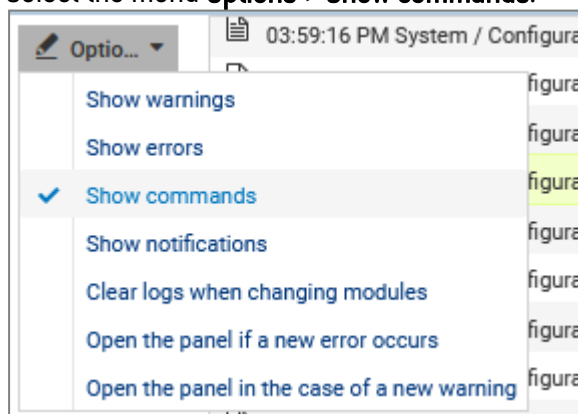 Select the menu Options > Show commands.
Optio...
03:59:16 PM System / Configura
Show warnings
figura
Show errors
figura
Show commands
figura
Show notifications
figura
Clear logs when changing modules
figura
Open the panel if a new error occurs
figura
Open the panel in the case of a new warning
figura